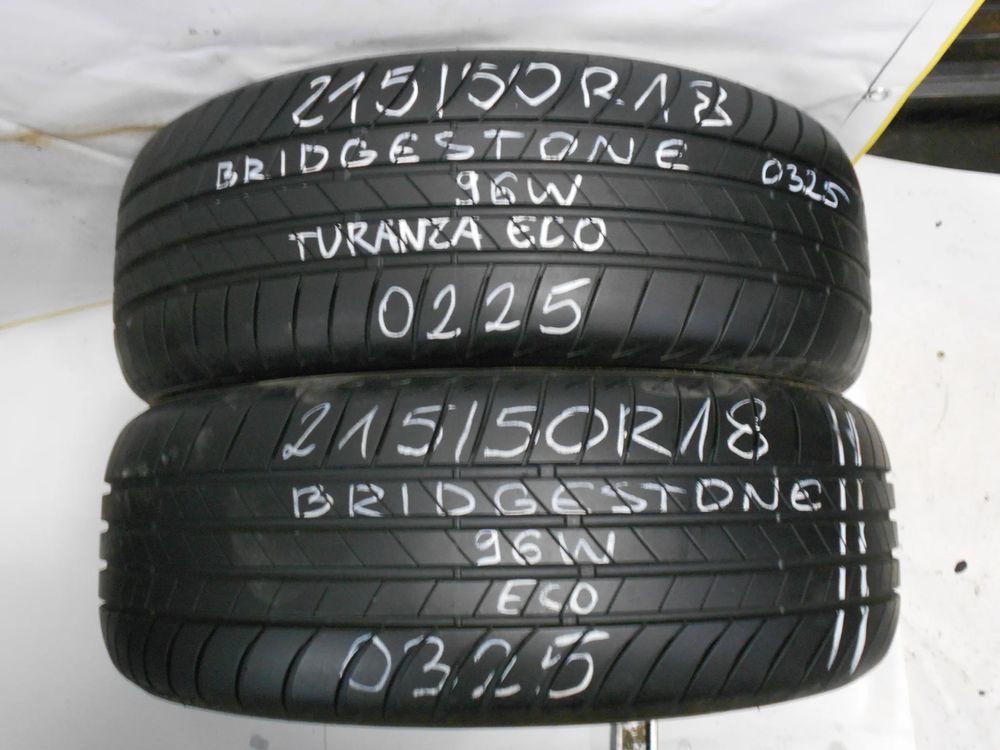 215/50R18
BRIDGESTONE
0325
96W
TURANZA ECO
0225
215/50R18
BRIDGESTONE
96W
ECO
0325